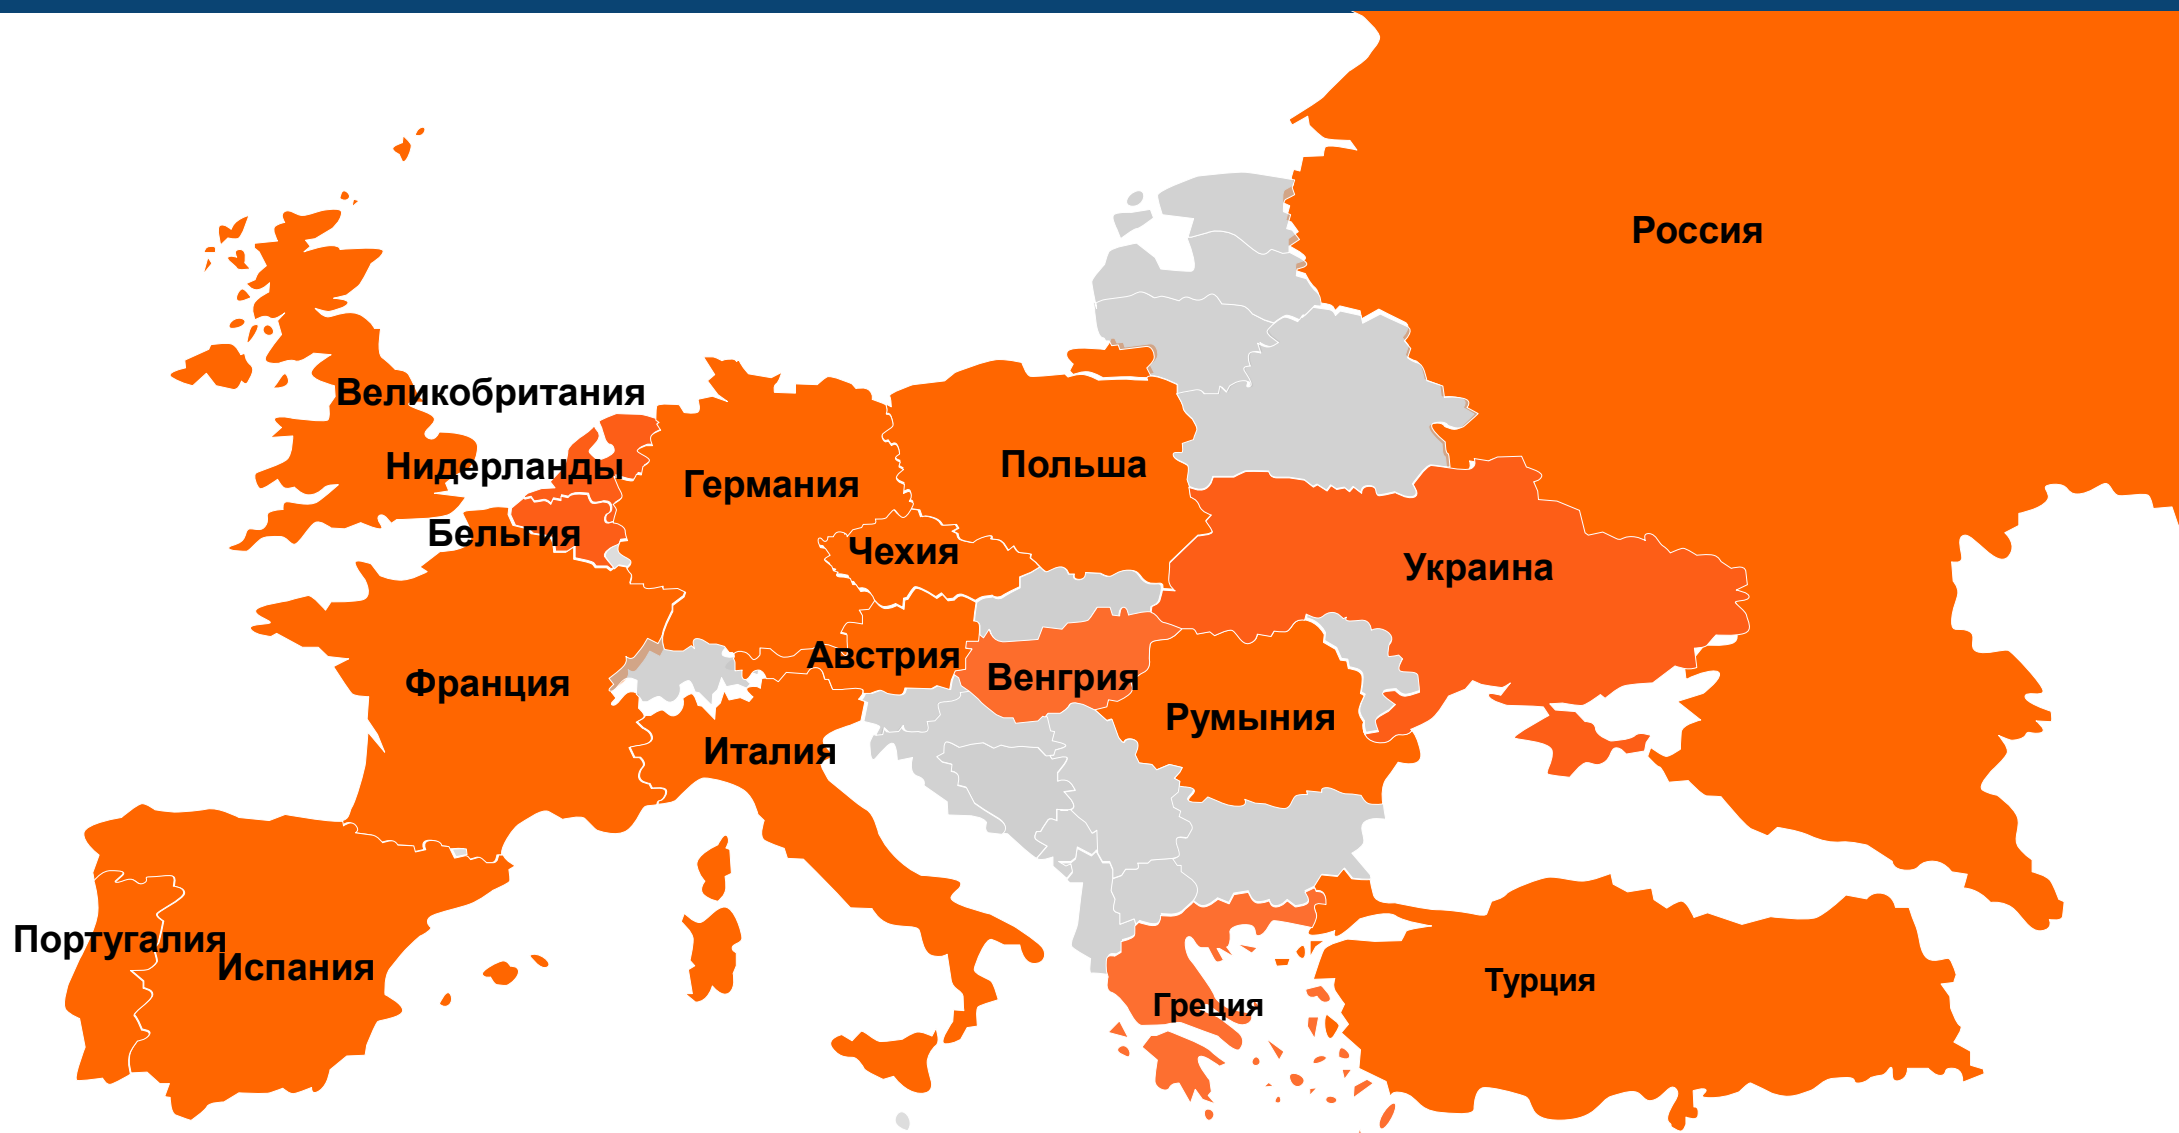 Россия
Великобритания
Нидерланды
Германия
Польша
Бельгия
Чехия
Украина
Австрия
Венгрия
Франция
Румыния
Италия
Португалия
Испания
Турция
Греция